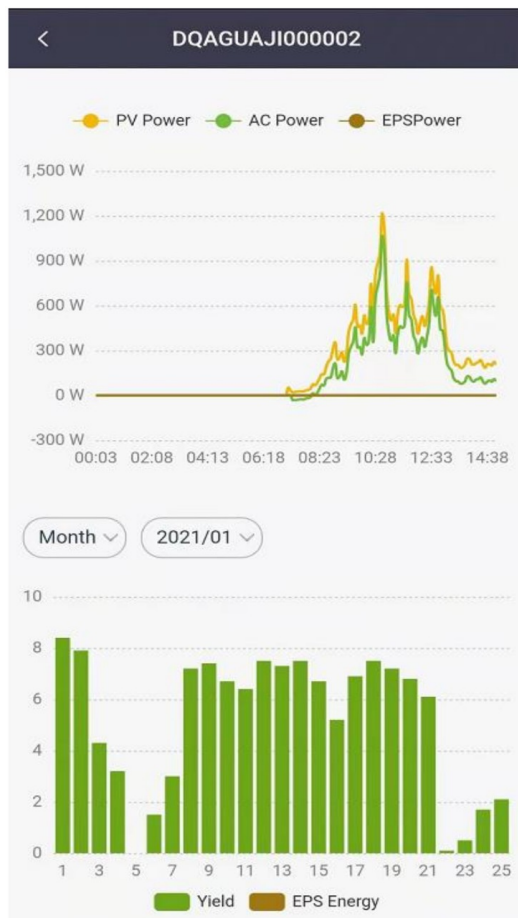 DQAGUAJI000002
PV Power AC Power EPSPower
1,500 W
1,200 W
900 W
600 W
300 W
0 W
-300 W
00:03 02:08 04:13 06:18 08:23 10:28 12:33 14:38
Month 2021/01
10
8
6
4
2
0
1 3 5 7 9 11 13 15 17 19 21 23 25
Yield EPS Energy